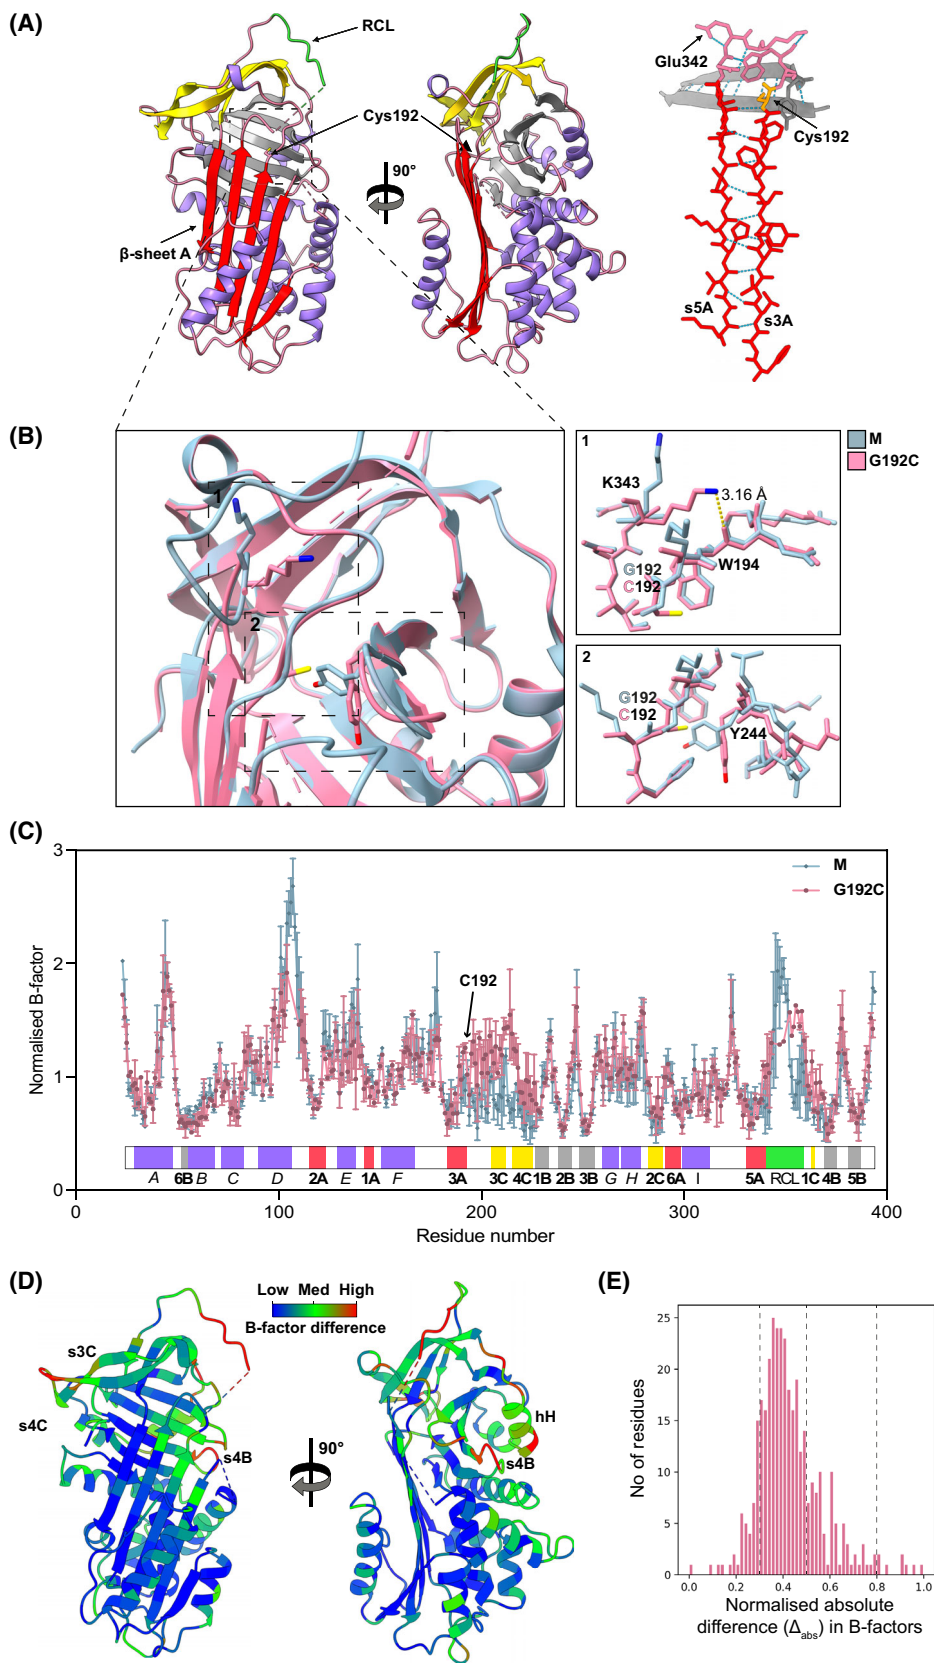 (A)
RCL
Cys192
90°
β-sheet A
Glu342
Cys192
s5A
s3A
(B)
1
2
1
K343
3.16 Å
G192
C192
W194
2
G192
C192
Y244
M
G192C
(C)
3
2
1
0
Normalised B-factor
M
G192C
C192
A 6B B C D 2A E 1A F 3A 3C 4C 1B 2B 3B G H 2C 6A I 5A RCL 1C 4B 5B
0 100 200 300 400
Residue number
(D)
Low Med High
B-factor difference
s3C
s4C
s4B
90°
hH
s4B
(E)
25
20
15
10
5
0
No of residues
0.0 0.2 0.4 0.6 0.8 1.0
Normalised absolute
difference (Δabs) in B-factors